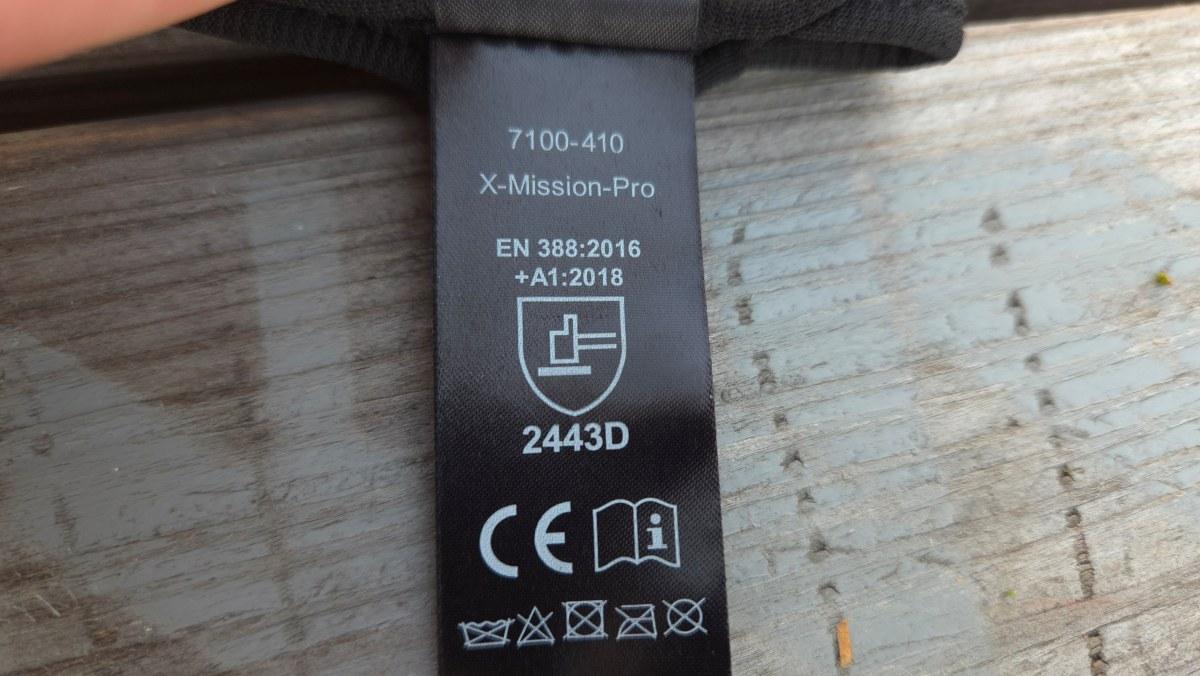 7100-410
X-Mission-Pro
EN 388:2016
+A1:2018
2443D
CE i